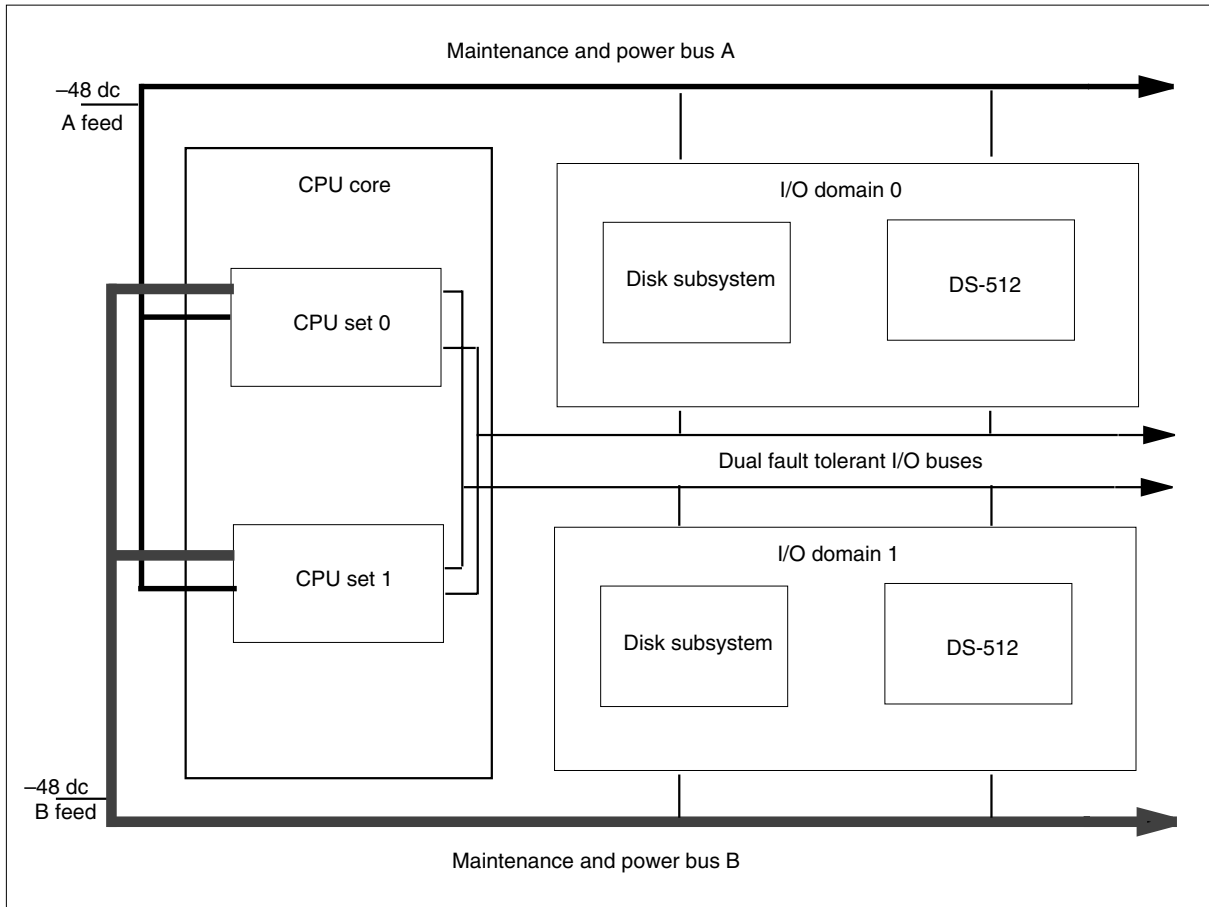 Maintenance and power bus A
–48 dc
A feed
CPU core
I/O domain 0
Disk subsystem
DS-512
CPU set 0
Dual fault tolerant I/O buses
I/O domain 1
CPU set 1
Disk subsystem
DS-512
–48 dc
B feed
Maintenance and power bus B